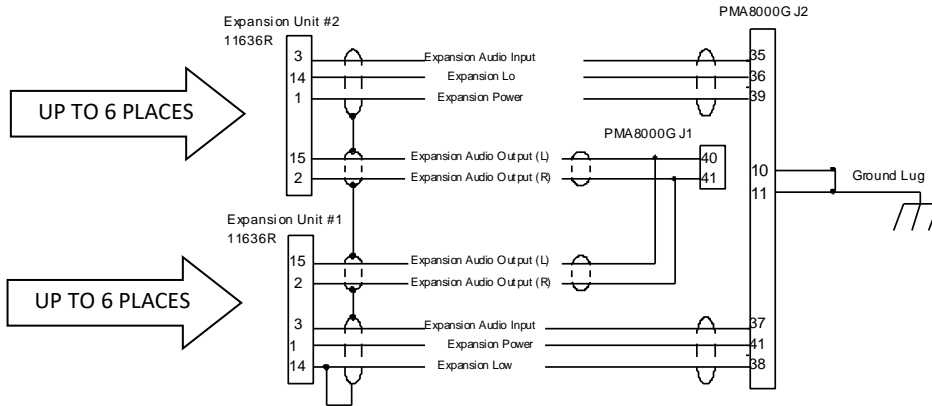 PMA8000G J2
Expansion Unit #2
11636R
3 Expansion Audio Input 35
14 Expansion Lo 36
1 Expansion Power 39
UP TO 6 PLACES
PMA8000G J1
15 Expansion Audio Output (L) 40
2 Expansion Audio Output (R) 41
10
Ground Lug
11
Expansion Unit #1
11636R
15 Expansion Audio Output (L)
2 Expansion Audio Output (R)
UP TO 6 PLACES
3 Expansion Audio Input 37
1 Expansion Power 41
14 Expansion Low 38